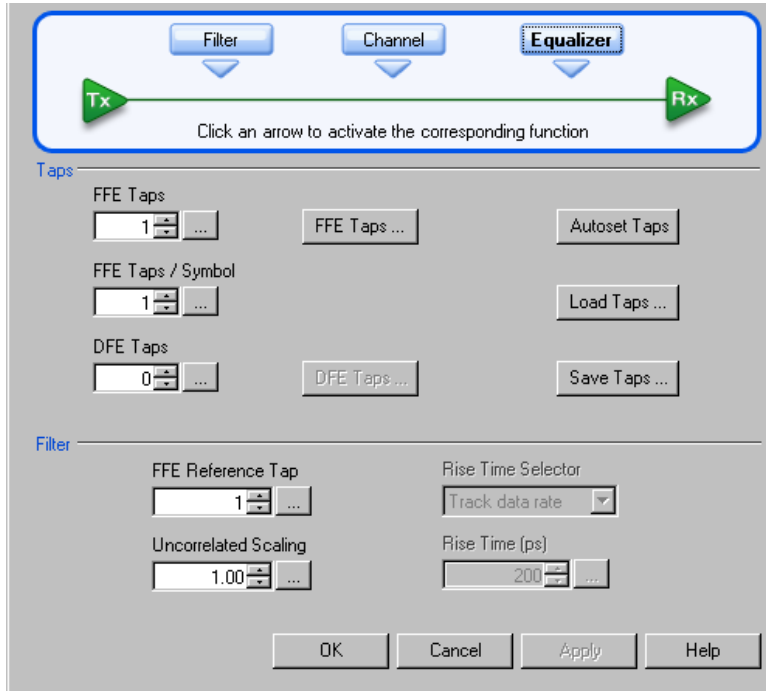 Filter Channel Equalizer
Tx Rx
Click an arrow to activate the corresponding function
Taps
FFE Taps
1 ... FFE Taps ... Autoset Taps
FFE Taps / Symbol
1 ... Load Taps ...
DFE Taps
0 ... DFE Taps ... Save Taps ...
Filter
FFE Reference Tap Rise Time Selector
1 ... Track data rate
Uncorrelated Scaling Rise Time (ps)
1.00 ... 200 ...
OK Cancel Apply Help